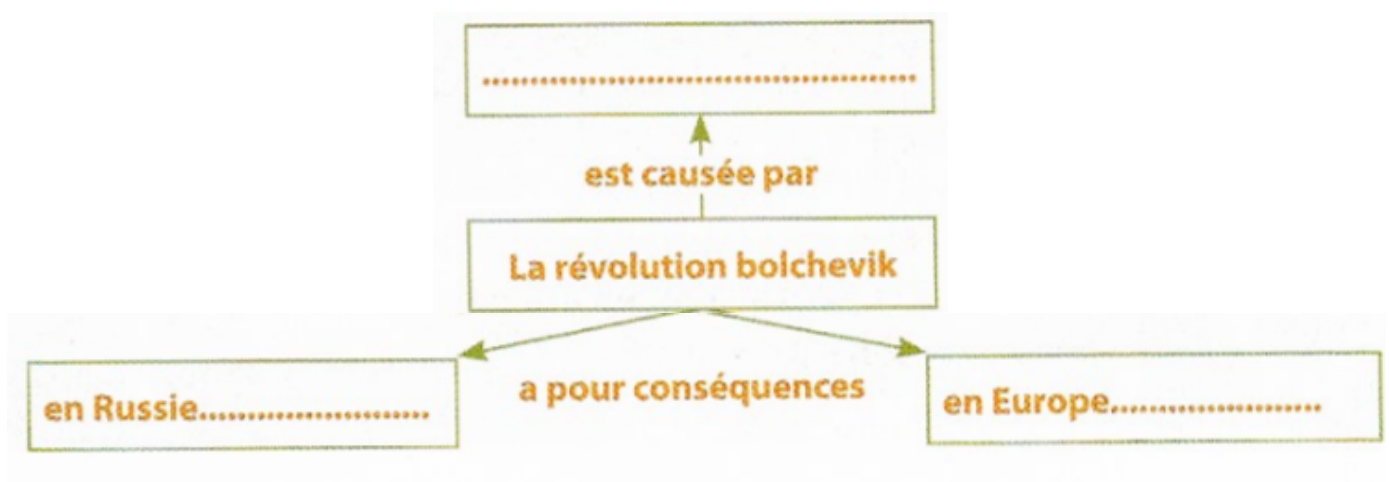 ..............................................
est causée par
La révolution bolchevik
a pour conséquences
en Russie........................
en Europe......................